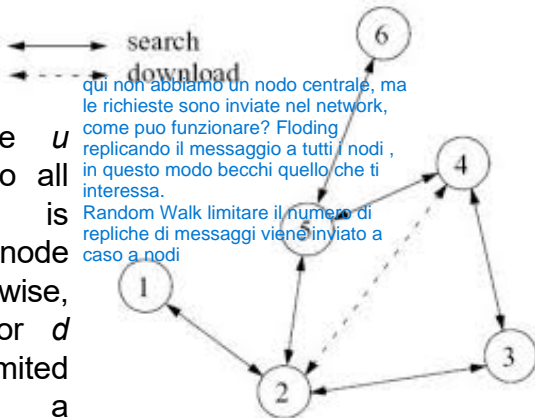 search
download
6
qui non abbiamo un nodo centrale, ma
le richieste sono inviate nel network,
come puo funzionare? Floding
replicando il messaggio a tutti i nodi ,
in questo modo becchi quello che ti
interessa.
Random Walk limitare il numero di
repliche di messaggi viene inviato a
caso a nodi
e u
o all
is
node
wise,
or d
mited
a
4
5
1
3
2